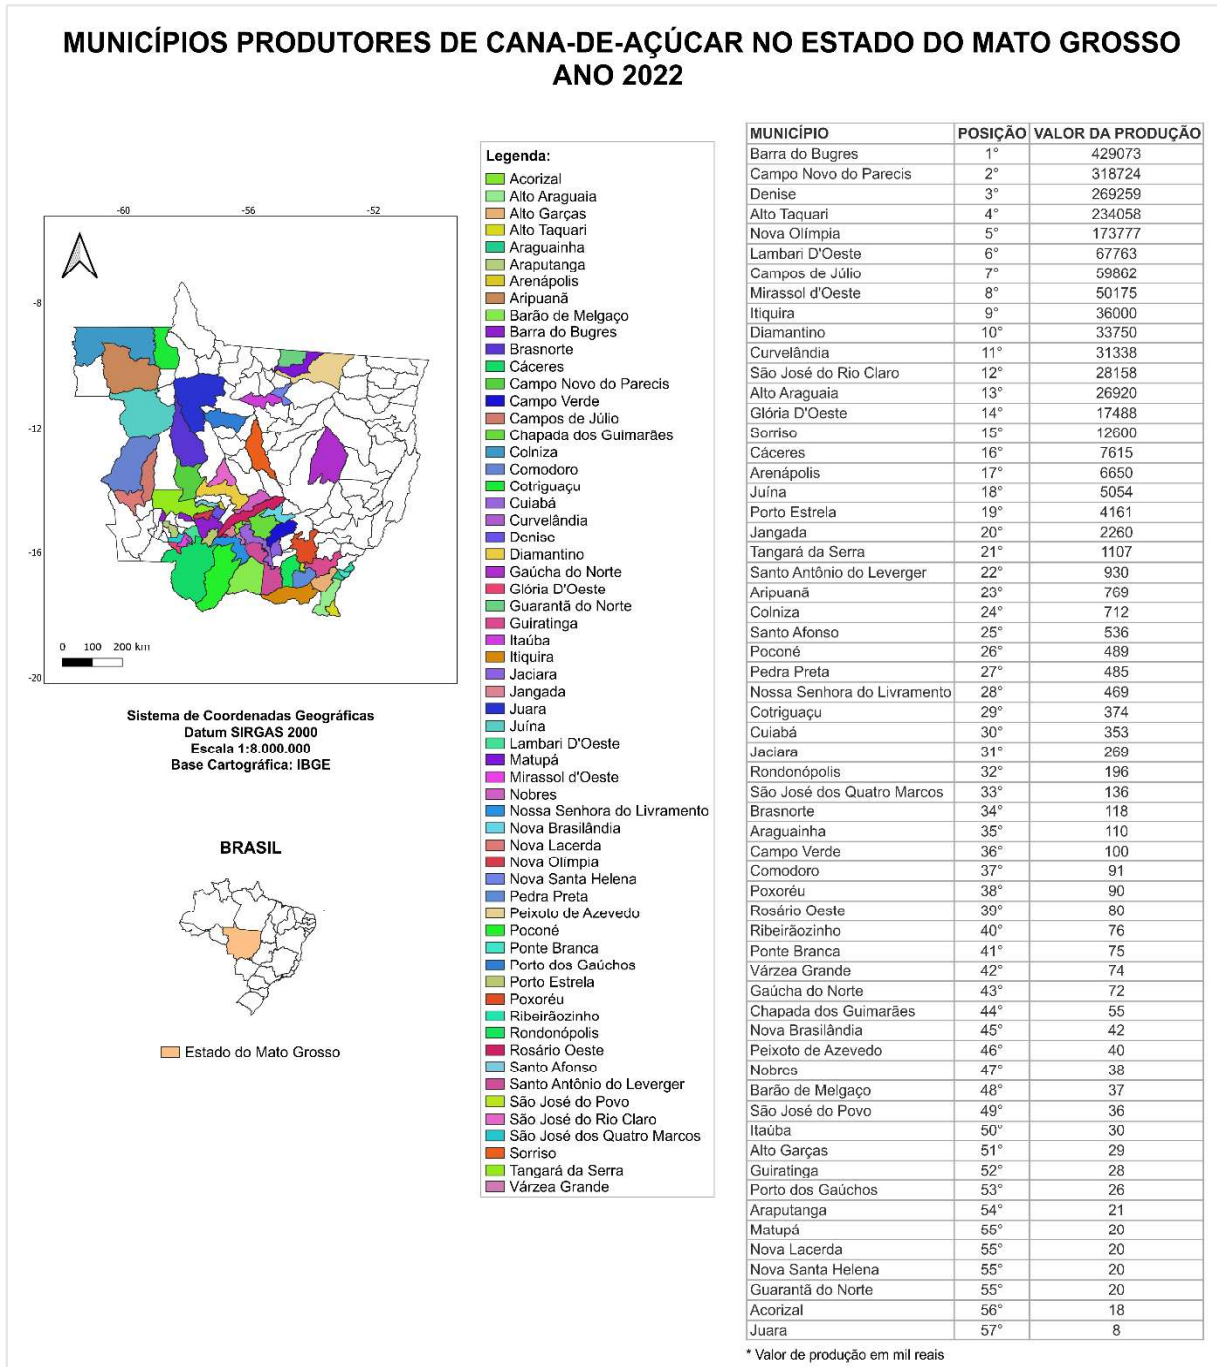 MUNICÍPIOS PRODUTORES DE CANA-DE-AÇÚCAR NO ESTADO DO MATO GROSSO
ANO 2022
-60 -56 -52
-8
-12
-16
-20
0 100 200 km
Sistema de Coordenadas Geográficas
Datum SIRGAS 2000
Escala 1:8.000.000
Base Cartográfica: IBGE
BRASIL
Estado do Mato Grosso
Legenda:
Acorizal
Alto Araguaia
Alto Garças
Alto Taquari
Araguainha
Araputanga
Arenápolis
Aripuanã
Barão de Melgaço
Barra do Bugres
Brasnorte
Cáceres
Campo Novo do Parecis
Campo Verde
Campos de Júlio
Chapada dos Guimarães
Colniza
Comodoro
Cotriguaçu
Cuiabá
Curvelândia
Denise
Diamantino
Gaúcha do Norte
Glória D'Oeste
Guarantã do Norte
Guiratinga
Itaúba
Itiquira
Jaciara
Jangada
Juara
Juína
Lambari D'Oeste
Matupá
Mirassol d'Oeste
Nobres
Nossa Senhora do Livramento
Nova Brasilândia
Nova Lacerda
Nova Olímpia
Nova Santa Helena
Pedra Preta
Peixoto de Azevedo
Poconé
Ponte Branca
Porto dos Gaúchos
Porto Estrela
Poxoréu
Ribeirãozinho
Rondonópolis
Rosário Oeste
Santo Afonso
Santo Antônio do Leverger
São José do Povo
São José do Rio Claro
São José dos Quatro Marcos
Sorriso
Tangará da Serra
Várzea Grande
MUNICÍPIO POSIÇÃO VALOR DA PRODUÇÃO
Barra do Bugres 1° 429073
Campo Novo do Parecis 2° 318724
Denise 3° 269259
Alto Taquari 4° 234058
Nova Olímpia 5° 173777
Lambari D'Oeste 6° 67763
Campos de Júlio 7° 59862
Mirassol d'Oeste 8° 50175
Itiquira 9° 36000
Diamantino 10° 33750
Curvelândia 11° 31338
São José do Rio Claro 12° 28158
Alto Araguaia 13° 26920
Glória D'Oeste 14° 17488
Sorriso 15° 12600
Cáceres 16° 7615
Arenápolis 17° 6650
Juína 18° 5054
Porto Estrela 19° 4161
Jangada 20° 2260
Tangará da Serra 21° 1107
Santo Antônio do Leverger 22° 930
Aripuanã 23° 769
Colniza 24° 712
Santo Afonso 25° 536
Poconé 26° 489
Pedra Preta 27° 485
Nossa Senhora do Livramento 28° 469
Cotriguaçu 29° 374
Cuiabá 30° 353
Jaciara 31° 269
Rondonópolis 32° 196
São José dos Quatro Marcos 33° 136
Brasnorte 34° 118
Araguainha 35° 110
Campo Verde 36° 100
Comodoro 37° 91
Poxoréu 38° 90
Rosário Oeste 39° 80
Ribeirãozinho 40° 76
Ponte Branca 41° 75
Várzea Grande 42° 74
Gaúcha do Norte 43° 72
Chapada dos Guimarães 44° 55
Nova Brasilândia 45° 42
Peixoto de Azevedo 46° 40
Nobres 47° 38
Barão de Melgaço 48° 37
São José do Povo 49° 36
Itaúba 50° 30
Alto Garças 51° 29
Guiratinga 52° 28
Porto dos Gaúchos 53° 26
Araputanga 54° 21
Matupá 55° 20
Nova Lacerda 55° 20
Nova Santa Helena 55° 20
Guarantã do Norte 55° 20
Acorizal 56° 18
Juara 57° 8
* Valor de produção em mil reais